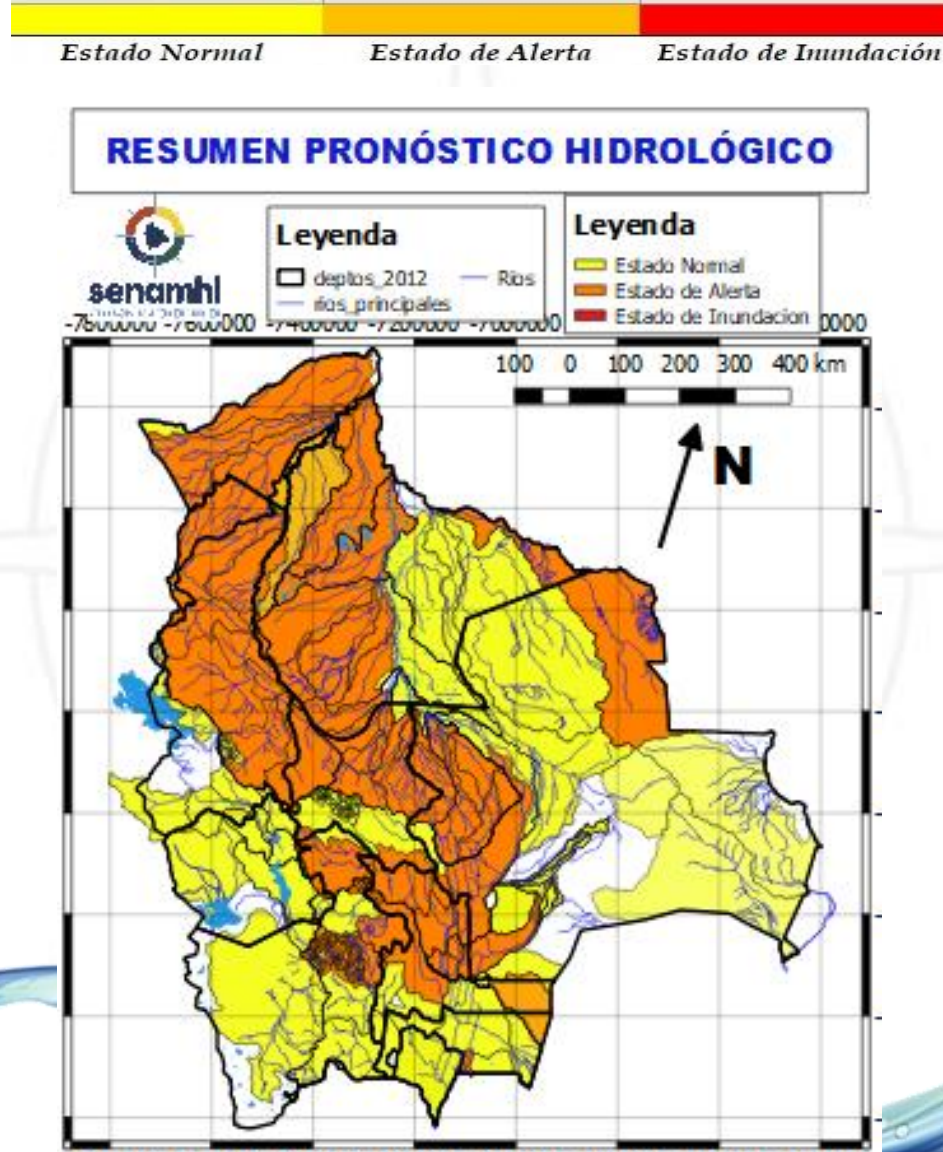 Estado Normal Estado de Alerta Estado de Inundación
RESUMEN PRONÓSTICO HIDROLÓGICO
senamhi
Leyenda
deptos_2012 Rios
rios_principales
Leyenda
Estado Normal
Estado de Alerta
Estado de Inundacion
-7800000 -7600000 -7400000 -7200000 -7000000
100 0 100 200 300 400 km
N